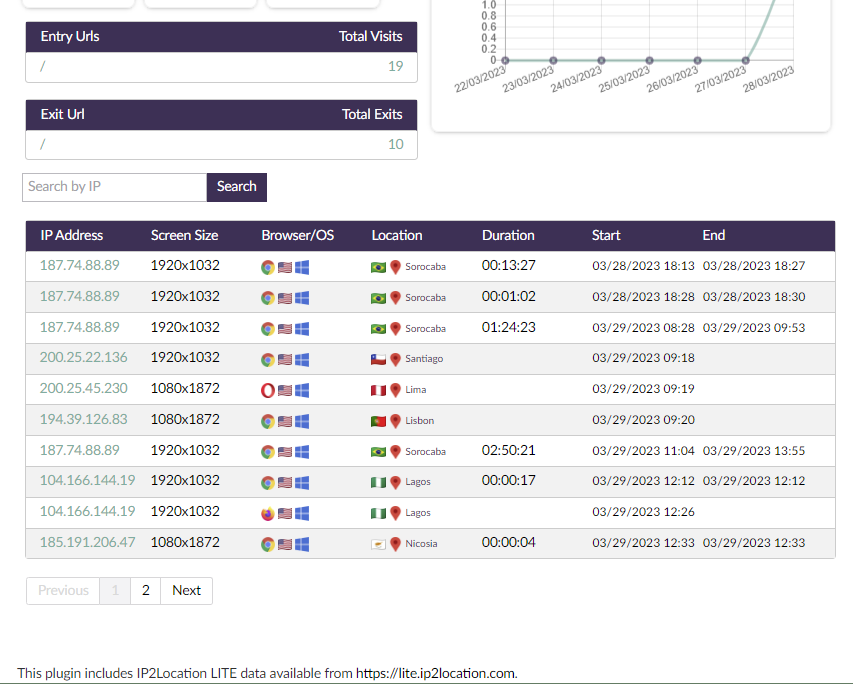 1.0
0.8
0.6
0.4
0.2
0
22/03/2023 23/03/2023 24/03/2023 25/03/2023 26/03/2023 27/03/2023 28/03/2023
Entry Urls Total Visits
/ 19
Exit Url Total Exits
/ 10
Search by IP Search
IP Address Screen Size Browser/OS Location Duration Start End
187.74.88.89 1920x1032 Sorocaba 00:13:27 03/28/2023 18:13 03/28/2023 18:27
187.74.88.89 1920x1032 Sorocaba 00:01:02 03/28/2023 18:28 03/28/2023 18:30
187.74.88.89 1920x1032 Sorocaba 01:24:23 03/29/2023 08:28 03/29/2023 09:53
200.25.22.136 1920x1032 Santiago 03/29/2023 09:18
200.25.45.230 1080x1872 Lima 03/29/2023 09:19
194.39.126.83 1080x1872 Lisbon 03/29/2023 09:20
187.74.88.89 1920x1032 Sorocaba 02:50:21 03/29/2023 11:04 03/29/2023 13:55
104.166.144.19 1920x1032 Lagos 00:00:17 03/29/2023 12:12 03/29/2023 12:12
104.166.144.19 1920x1032 Lagos 03/29/2023 12:26
185.191.206.47 1080x1872 Nicosia 00:00:04 03/29/2023 12:33 03/29/2023 12:33
Previous 1 2 Next
This plugin includes IP2Location LITE data available from https://lite.ip2location.com.